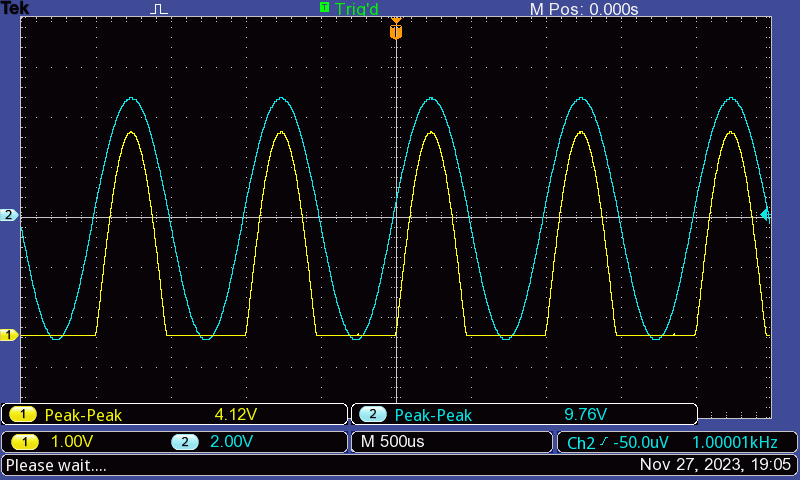 Tek T Trig'd M Pos: 0.000s
T
2
1
1 Peak-Peak 4.12V 2 Peak-Peak 9.76V
1 1.00V 2 2.00V M 500us Ch2 -50.0uV 1.00001kHz
Please wait.... Nov 27, 2023, 19:05